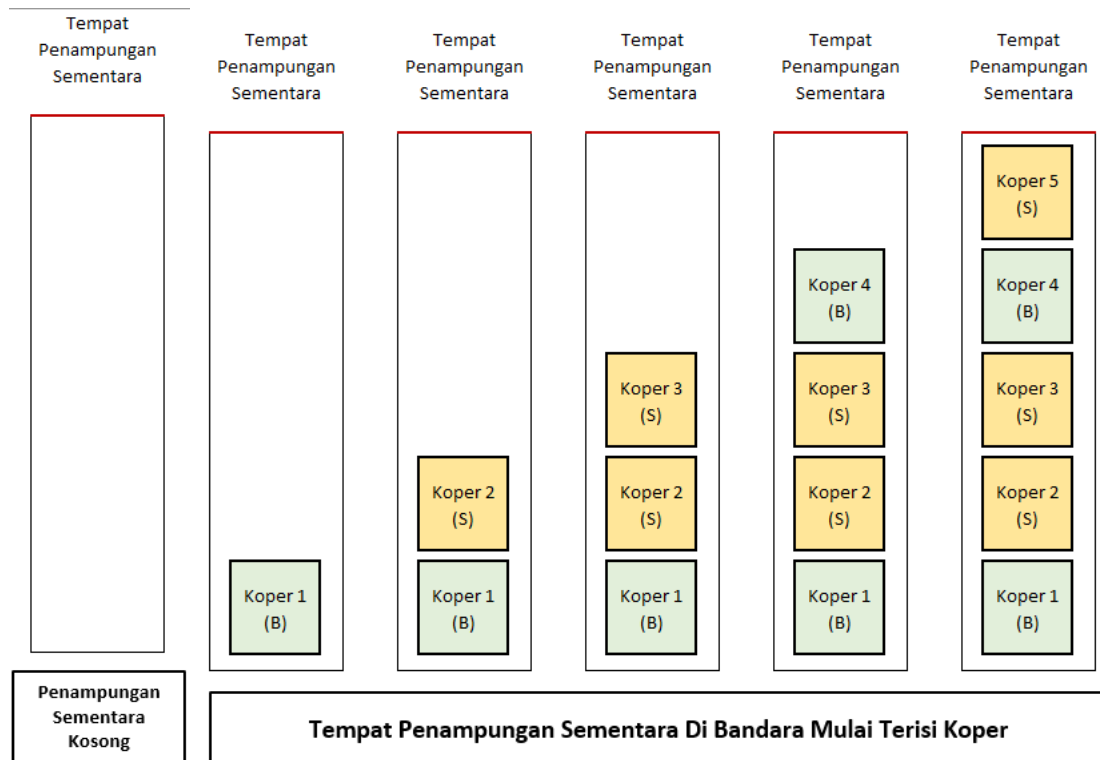 Tempat
Penampungan
Sementara
Tempat
Penampungan
Sementara
Tempat
Penampungan
Sementara
Tempat
Penampungan
Sementara
Tempat
Penampungan
Sementara
Tempat
Penampungan
Sementara
Koper 1
(B)
Koper 2
(S)
Koper 1
(B)
Koper 3
(S)
Koper 2
(S)
Koper 1
(B)
Koper 4
(B)
Koper 3
(S)
Koper 2
(S)
Koper 1
(B)
Koper 5
(S)
Koper 4
(B)
Koper 3
(S)
Koper 2
(S)
Koper 1
(B)
Penampungan
Sementara
Kosong
Tempat Penampungan Sementara Di Bandara Mulai Terisi Koper